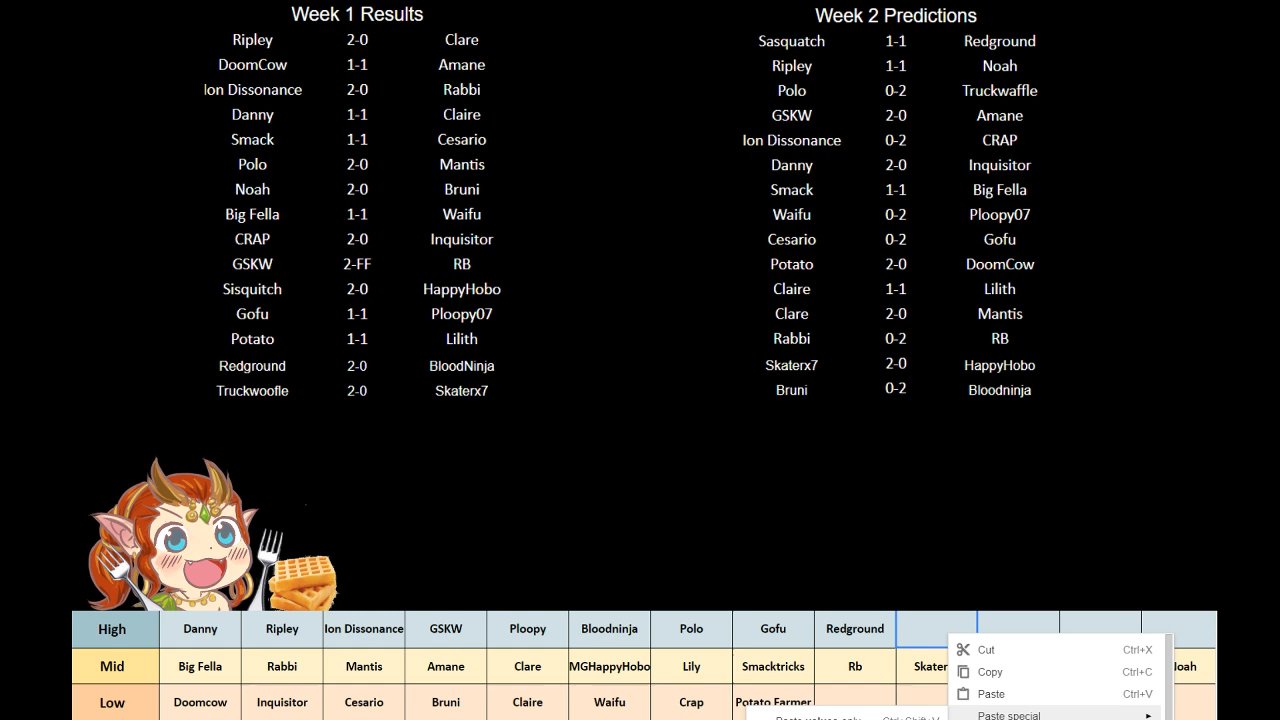 Week 1 Results
Ripley 2-0 Clare
DoomCow 1-1 Amane
Ion Dissonance 2-0 Rabbi
Danny 1-1 Claire
Smack 1-1 Cesario
Polo 2-0 Mantis
Noah 2-0 Bruni
Big Fella 1-1 Waifu
CRAP 2-0 Inquisitor
GSKW 2-FF RB
Sisquitch 2-0 HappyHobo
Gofu 1-1 Ploopy07
Potato 1-1 Lilith
Redground 2-0 BloodNinja
Truckwoofle 2-0 Skaterx7
Week 2 Predictions
Sasquatch 1-1 Redground
Ripley 1-1 Noah
Polo 0-2 Truckwaffle
GSKW 2-0 Amane
Ion Dissonance 0-2 CRAP
Danny 2-0 Inquisitor
Smack 1-1 Big Fella
Waifu 0-2 Ploopy07
Cesario 0-2 Gofu
Potato 2-0 DoomCow
Claire 1-1 Lilith
Clare 2-0 Mantis
Rabbi 0-2 RB
Skaterx7 2-0 HappyHobo
Bruni 0-2 Bloodninja
High Danny Ripley Ion Dissonance GSKW Ploopy Bloodninja Polo Gofu Redground
Mid Big Fella Rabbi Mantis Amane Clare MGHappyHobo Lily Smacktricks Rb Skater oah
Low Doomcow Inquisitor Cesario Bruni Claire Waifu Crap Potato Farmer
Cut Ctrl+X
Copy Ctrl+C
Paste Ctrl+V
Paste special
Paste values only Ctrl+Shift+V